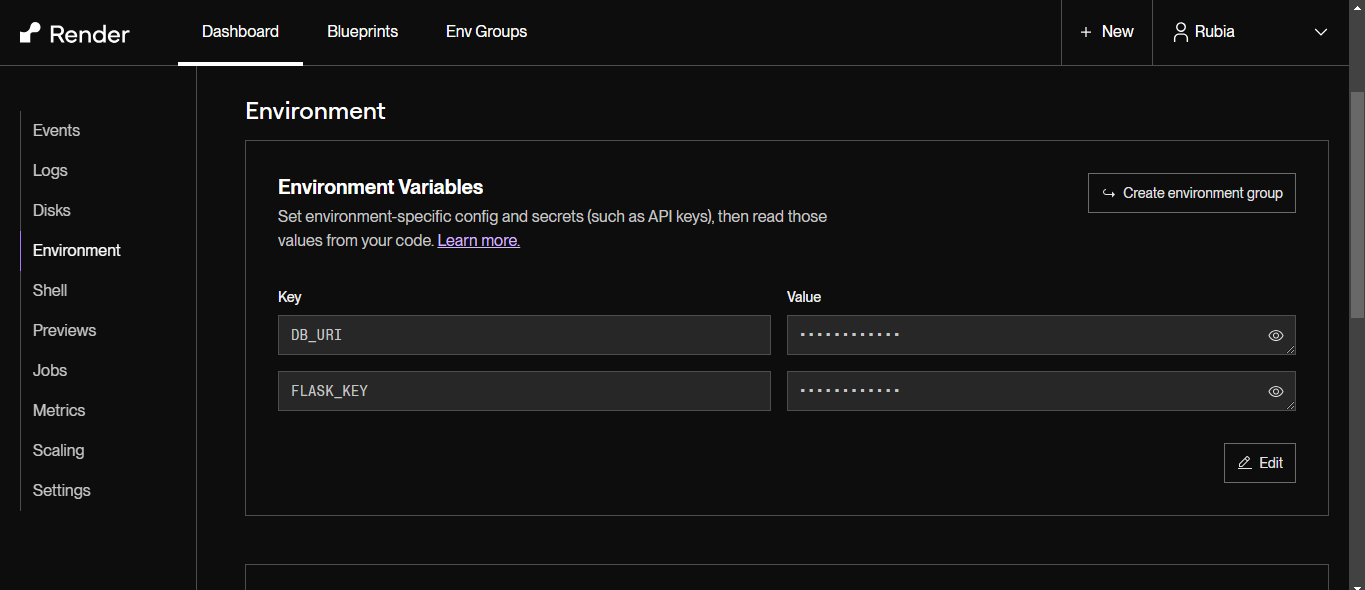 Render
Dashboard
Blueprints
Env Groups
+ New
Rubia
Events
Logs
Disks
Environment
Shell
Previews
Jobs
Metrics
Scaling
Settings
Environment
Environment Variables
Set environment-specific config and secrets (such as API keys), then read those
values from your code. Learn more.
Create environment group
Key
Value
DB_URI
••••••••••••
FLASK_KEY
••••••••••••
Edit